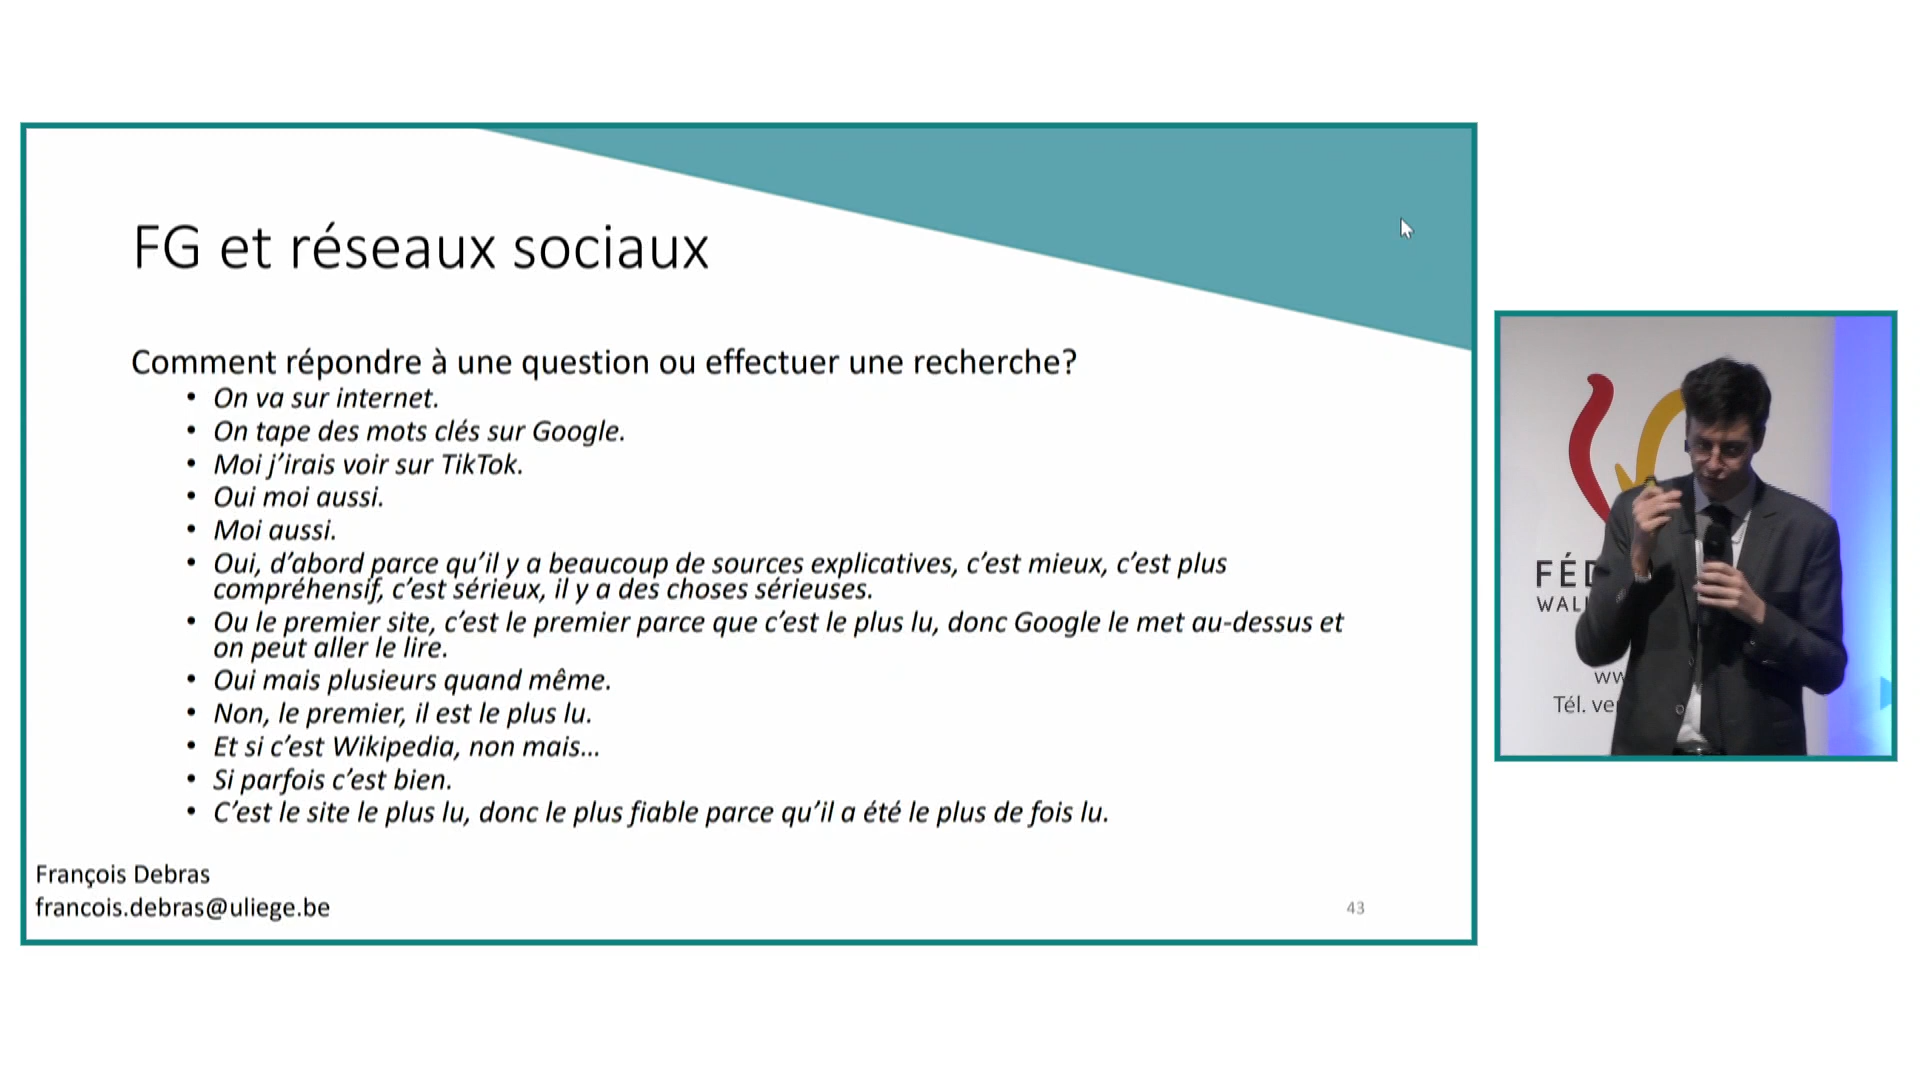 FG et réseaux sociaux
Comment répondre à une question ou effectuer une recherche?
• On va sur internet.
• On tape des mots clés sur Google.
• Moi j’irais voir sur TikTok.
• Oui moi aussi.
• Moi aussi.
• Oui, d’abord parce qu’il y a beaucoup de sources explicatives, c’est mieux, c’est plus
compréhensif, c’est sérieux, il y a des choses sérieuses.
• Ou le premier site, c’est le premier parce que c’est le plus lu, donc Google le met au-dessus et
on peut aller le lire.
• Oui mais plusieurs quand même.
• Non, le premier, il est le plus lu.
• Et si c’est Wikipedia, non mais…
• Si parfois c’est bien.
• C’est le site le plus lu, donc le plus fiable parce qu’il a été le plus de fois lu.
François Debras
francois.debras@uliege.be
43
Tél.